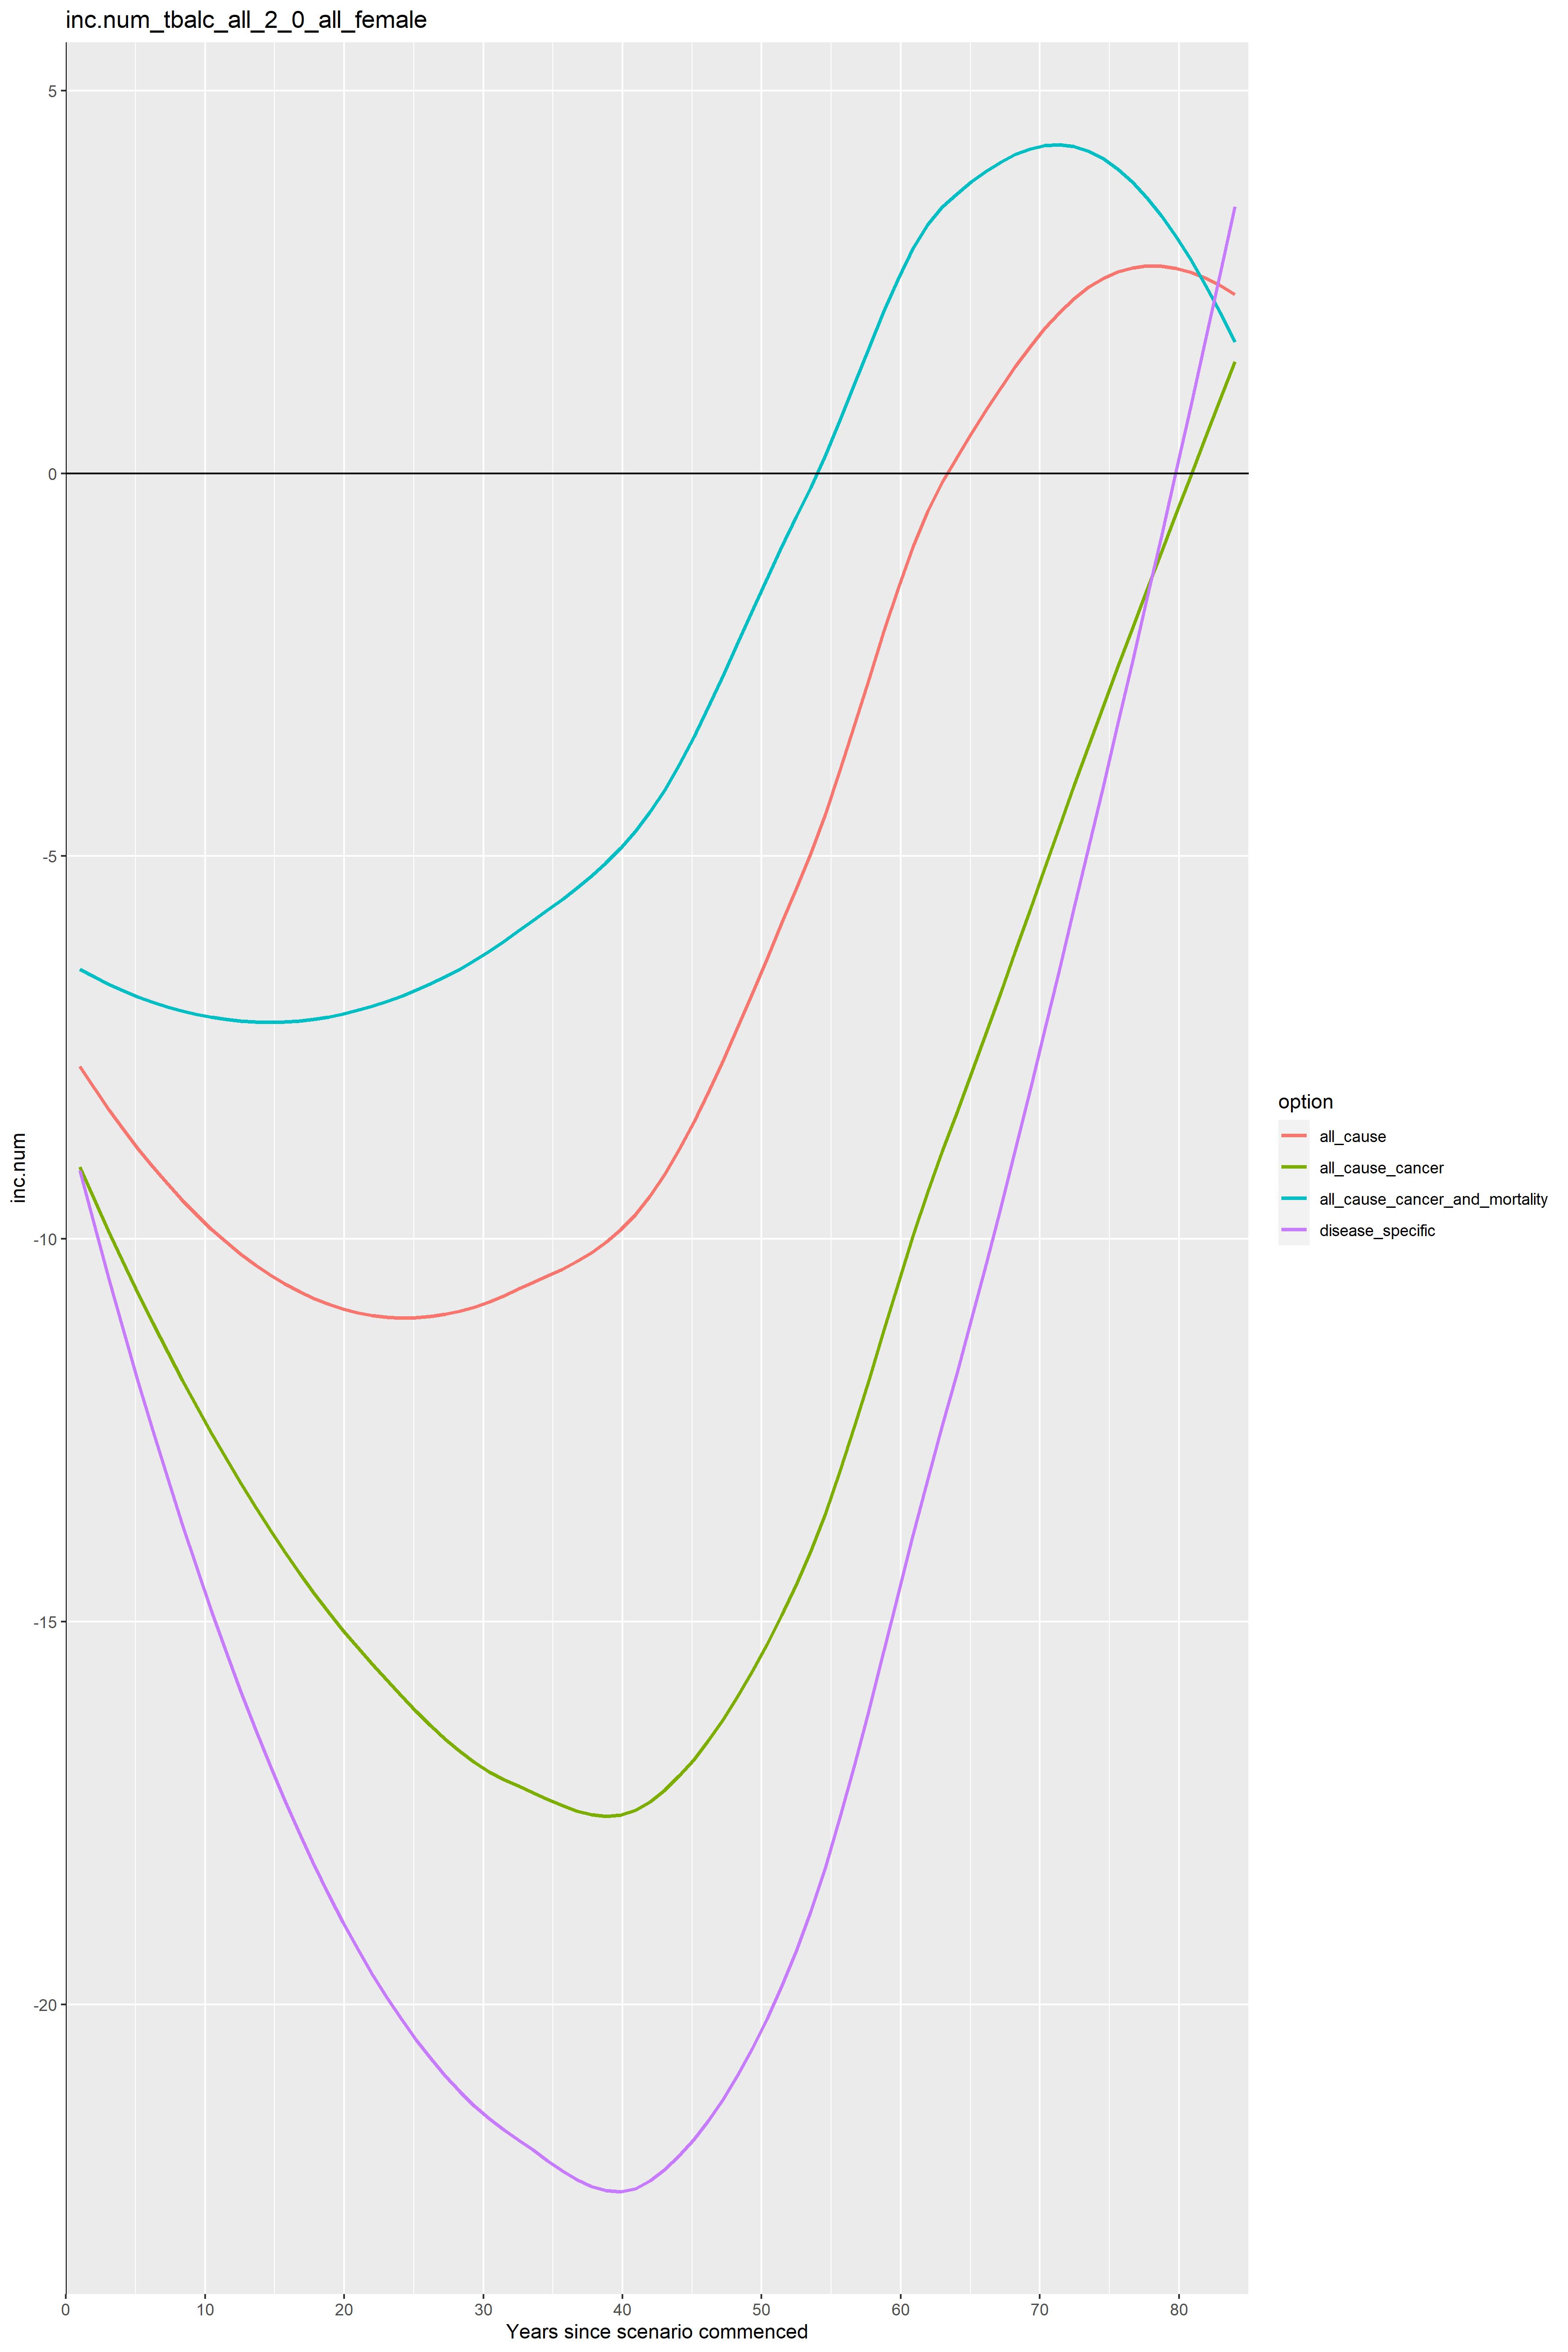 inc.num_tbalc_all_2_0_all_female
5
0
-5
-10
-15
-20
inc.num
0 10 20 30 40 50 60 70 80
Years since scenario commenced
option
all_cause
all_cause_cancer
all_cause_cancer_and_mortality
disease_specific